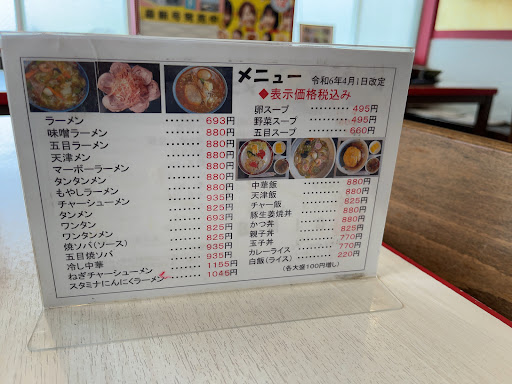 最新号発売中
メニュー 令和6年4月1日改定
◆表示価格税込み
ラーメン ・・・・・・ 693円
味噌ラーメン ・・・・・・ 880円
五目ラーメン ・・・・・・ 880円
天津メン ・・・・・・ 880円
マーボーラーメン ・・・・・・ 880円
タンタンメン ・・・・・・ 880円
もやしラーメン ・・・・・・ 880円
チャーシューメン ・・・・・・ 935円
タンメン ・・・・・・ 825円
ワンタン ・・・・・・ 693円
ワンタンメン ・・・・・・ 825円
焼ソバ(ソース) ・・・・・・ 825円
五目焼ソバ ・・・・・・ 935円
冷し中華 ・・・・・・ 935円
ねぎチャーシューメン ・・・・ 1155円
スタミナにんにくラーメン ・・・・ 1045円
卵スープ ・・・・・・ 495円
野菜スープ ・・・・・・ 495円
五目スープ ・・・・・・ 660円
中華飯 ・・・・・・ 880円
天津飯 ・・・・・・ 880円
チャー飯 ・・・・・・ 825円
豚生姜焼丼 ・・・・・・ 880円
かつ丼 ・・・・・・ 880円
親子丼 ・・・・・・ 825円
玉子丼 ・・・・・・ 770円
カレーライス ・・・・・・ 770円
白飯(ライス) ・・・・・・ 220円
(各大盛100円増し)